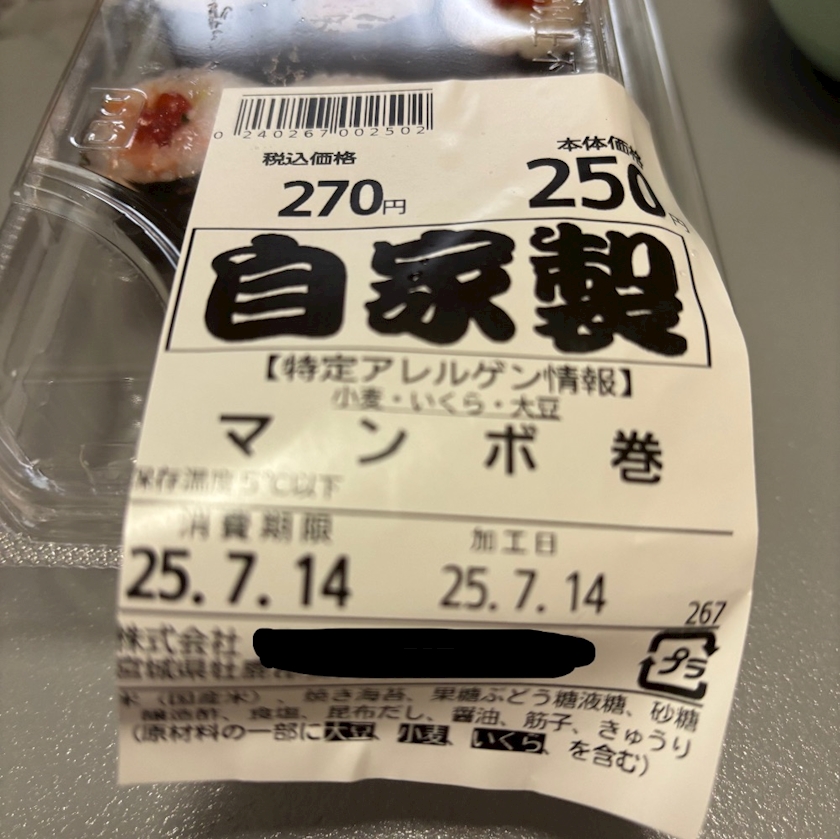 0 240267 002502
税込価格 本体価格
270円 250円
自家製
【特定アレルゲン情報】
小麦・いくら・大豆
マンボ巻
保存温度5℃以下
消費期限 加工日
25.7.14 25.7.14
267
株式会社
宮城県牡鹿郡
プラ
米(国産米) 焼き海苔、果糖ぶどう糖液糖、砂糖
醸造酢、食塩、昆布だし、醤油、筋子、きゅうり
(原材料の一部に大豆、小麦、いくら、を含む)